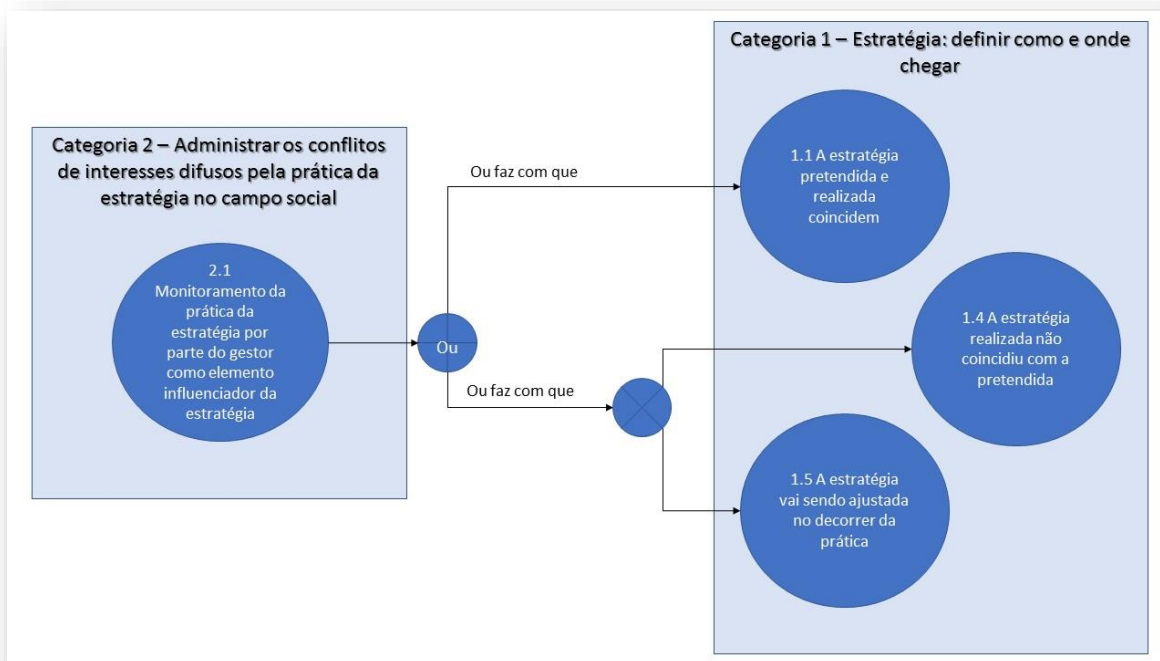 Categoria 2 – Administrar os conflitos
de interesses difusos pela prática da
estratégia no campo social
2.1
Monitoramento da
prática da
estratégia por
parte do gestor
como elemento
influenciador da
estratégia
Ou
Ou faz com que
Ou faz com que
Categoria 1 – Estratégia: definir como e onde
chegar
1.1 A estratégia
pretendida e
realizada
coincidem
1.4 A estratégia
realizada não
coincidiu com a
pretendida
1.5 A estratégia
vai sendo ajustada
no decorrer da
prática